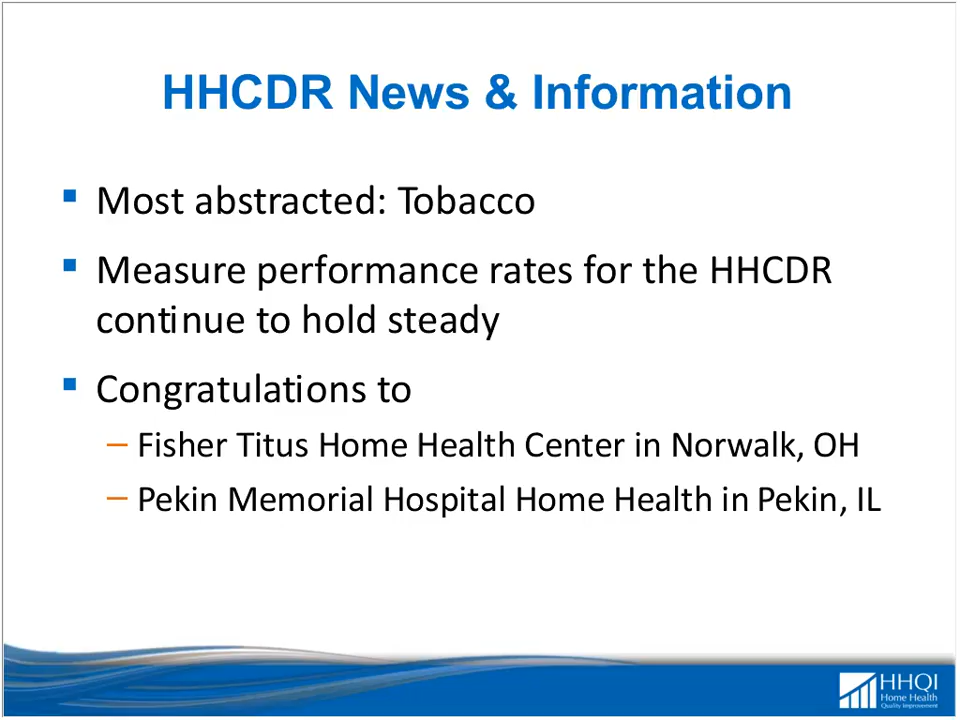 HHCDR News & Information
Most abstracted: Tobacco
Measure performance rates for the HHCDR
continue to hold steady
Congratulations to
– Fisher Titus Home Health Center in Norwalk, OH
– Pekin Memorial Hospital Home Health in Pekin, IL
HHQI
Home Health
Quality Improvement